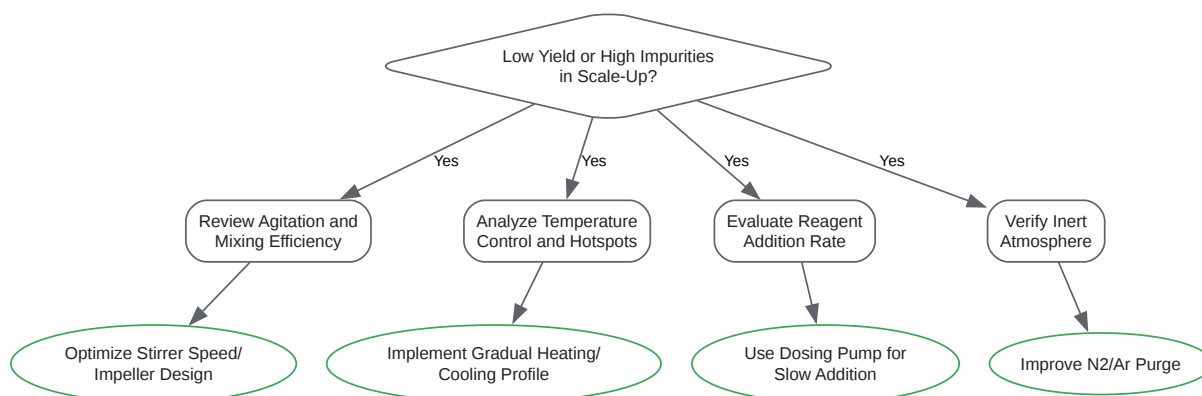 Low Yield or High Impurities
in Scale-Up?
Yes
Yes
Yes
Yes
Review Agitation and
Mixing Efficiency
Analyze Temperature
Control and Hotspots
Evaluate Reagent
Addition Rate
Verify Inert
Atmosphere
Optimize Stirrer Speed/
Impeller Design
Implement Gradual Heating/
Cooling Profile
Use Dosing Pump for
Slow Addition
Improve N2/Ar Purge